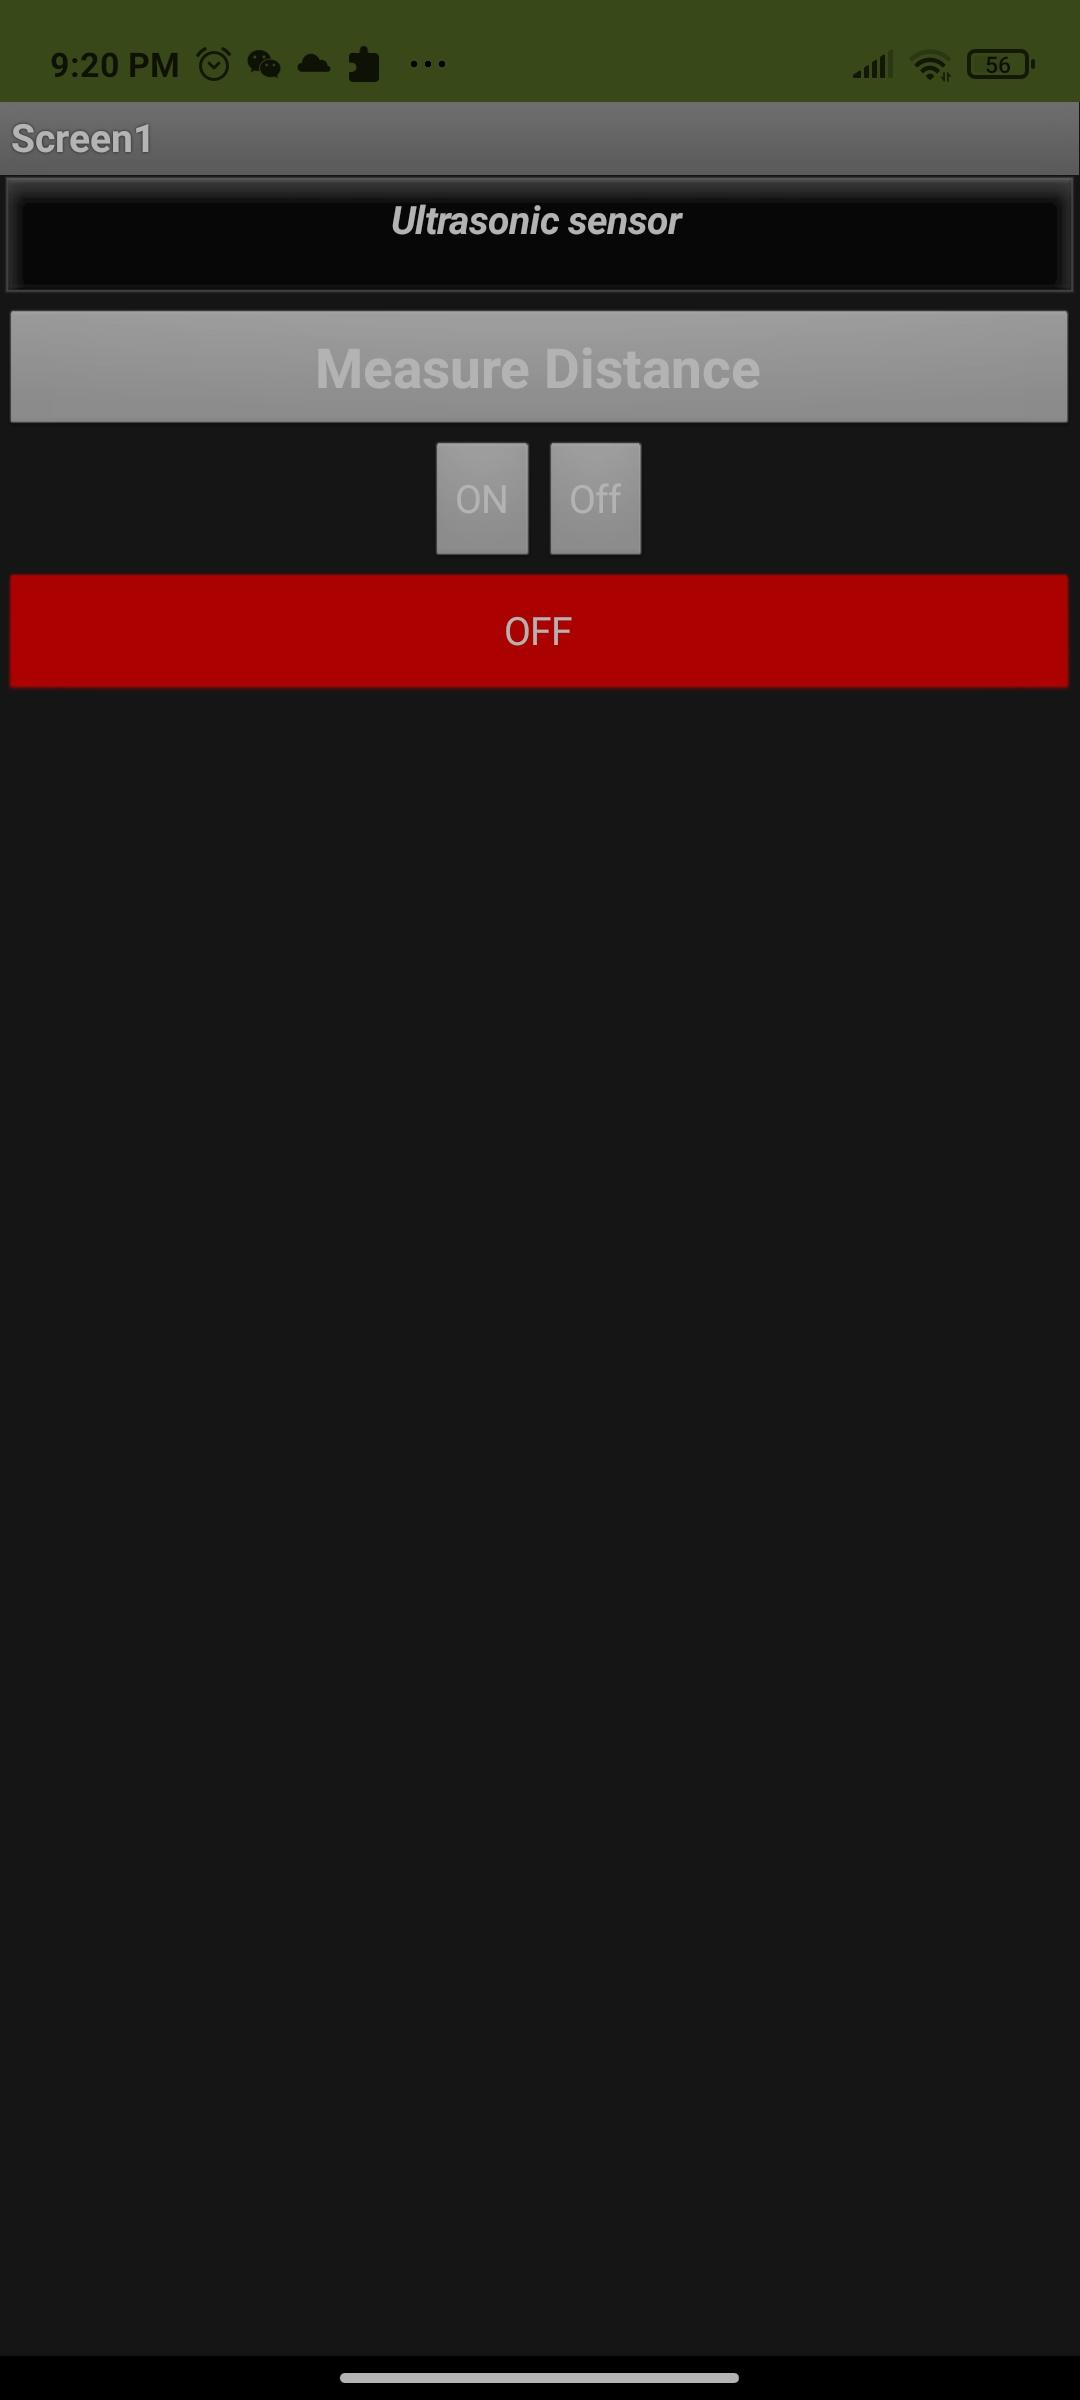 9:20 PM
56
Screen1
Ultrasonic sensor
Measure Distance
ON Off
OFF